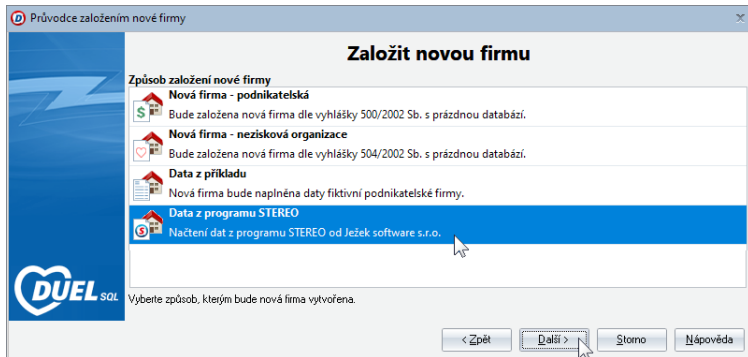 Průvodce založením nové firmy
Založit novou firmu
Způsob založení nové firmy
Nová firma - podnikatelská
Bude založena nová firma dle vyhlášky 500/2002 Sb. s prázdnou databází.
Nová firma - nezisková organizace
Bude založena nová firma dle vyhlášky 504/2002 Sb. s prázdnou databází.
Data z příkladu
Nová firma bude naplněna daty fiktivní podnikatelské firmy.
Data z programu STEREO
Načtení dat z programu STEREO od Ježek software s.r.o.
DUEL SQL
Vyberte způsob, kterým bude nová firma vytvořena.
< Zpět Další > Storno Nápověda